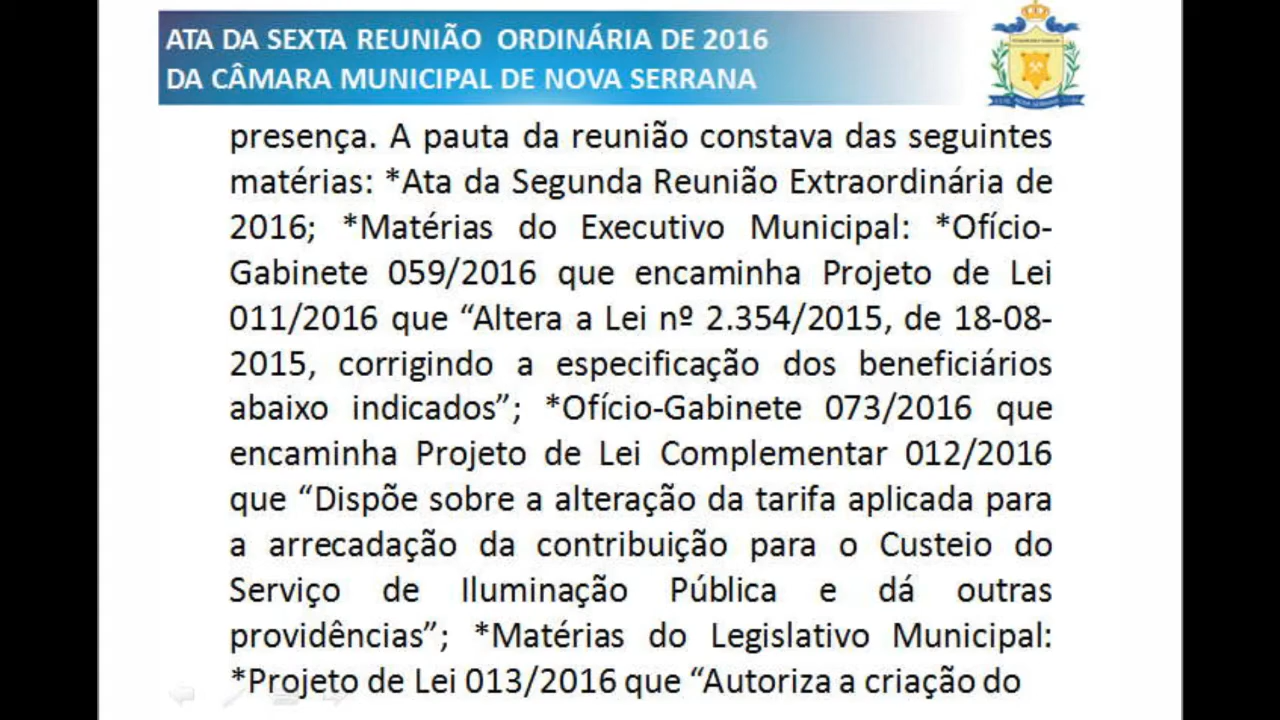 ATA DA SEXTA REUNIÃO ORDINÁRIA DE 2016
DA CÂMARA MUNICIPAL DE NOVA SERRANA
presença. A pauta da reunião constava das seguintes
matérias: *Ata da Segunda Reunião Extraordinária de
2016; *Matérias do Executivo Municipal: *Ofício-
Gabinete 059/2016 que encaminha Projeto de Lei
011/2016 que “Altera a Lei nº 2.354/2015, de 18-08-
2015, corrigindo a especificação dos beneficiários
abaixo indicados”; *Ofício-Gabinete 073/2016 que
encaminha Projeto de Lei Complementar 012/2016
que “Dispõe sobre a alteração da tarifa aplicada para
a arrecadação da contribuição para o Custeio do
Serviço de Iluminação Pública e dá outras
providências”; *Matérias do Legislativo Municipal:
*Projeto de Lei 013/2016 que “Autoriza a criação do